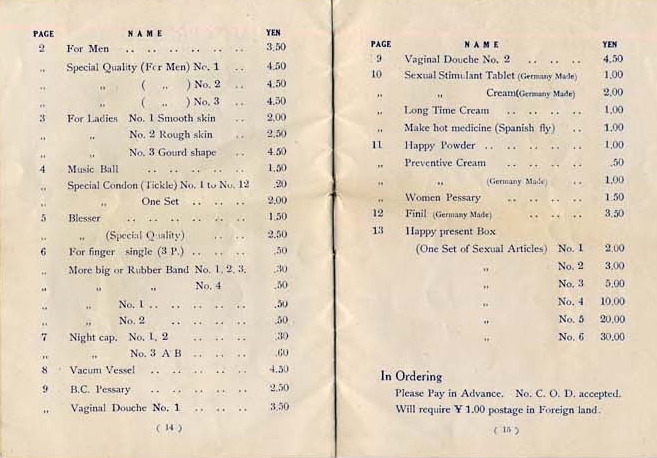 PAGE NAME YEN
2 For Men .. .. .. .. .. .. .. 3.50
„ Special Quality (For Men) No. 1 .. 4.50
„ „ ( „ ) No. 2 .. 4.50
„ „ ( „ ) No. 3 .. 4.50
3 For Ladies No. 1 Smooth skin .. 2.00
„ „ No. 2 Rough skin .. 2.50
„ „ No. 3 Gourd shape .. 4.50
4 Music Ball .. .. .. .. .. .. 1.50
„ Special Condon (Tickle) No. 1 to No. 12 .20
„ „ One Set .. .. .. 2.00
5 Blesser .. .. .. .. .. .. .. 1.50
„ „ (Special Quality) .. .. 2.50
6 For finger single (3 P.) .. .. .. .50
„ More big or Rubber Band No. 1, 2, 3. .30
„ „ „ No. 4 .50
„ „ No. 1 .. .. .. .. .. .50
„ „ No. 2 .. .. .. .. .50
7 Night cap. No. 1, 2 .. .. .. .30
„ „ No. 3 A B .. .. .. .60
8 Vacum Vessel .. .. .. .. .. 4.50
9 B.C. Pessary .. .. .. .. .. 2.50
„ Vaginal Douche No. 1 .. .. .. 3.50
( 14 )
PAGE NAME YEN
9 Vaginal Douche No. 2 .. .. .. 4.50
10 Sexual Stimulant Tablet (Germany Made) 1.00
„ „ Cream(Germany Made) 2.00
„ Long Time Cream .. .. .. .. 1.00
„ Make hot medicine (Spanish fly) .. 1.00
11 Happy Powder .. .. .. .. .. 1.00
„ Preventive Cream .. .. .. .. .50
„ „ (Germany Made) .. 1.00
„ Women Pessary .. .. .. .. 1.50
12 Finil (Germany Made) .. .. .. .. 3.50
13 Happy present Box
(One Set of Sexual Articles) No. 1 2.00
„ No. 2 3.00
„ No. 3 5.00
„ No. 4 10.00
„ No. 5 20.00
„ No. 6 30.00
In Ordering
Please Pay in Advance. No. C. O. D. accepted.
Will require ¥ 1.00 postage in Foreign land.
( 15 )